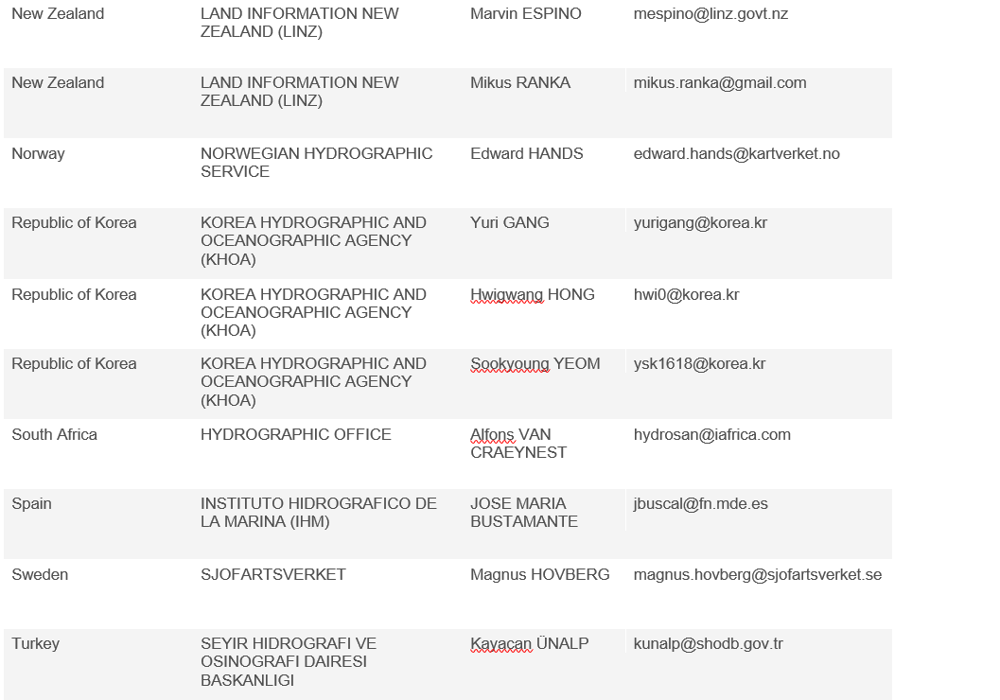 New Zealand
LAND INFORMATION NEW
ZEALAND (LINZ)
Marvin ESPINO
mespino@linz.govt.nz
New Zealand
LAND INFORMATION NEW
ZEALAND (LINZ)
Mikus RANKA
mikus.ranka@gmail.com
Norway
NORWEGIAN HYDROGRAPHIC
SERVICE
Edward HANDS
edward.hands@kartverket.no
Republic of Korea
KOREA HYDROGRAPHIC AND
OCEANOGRAPHIC AGENCY
(KHOA)
Yuri GANG
yurigang@korea.kr
Republic of Korea
KOREA HYDROGRAPHIC AND
OCEANOGRAPHIC AGENCY
(KHOA)
Hwigwang HONG
hwi0@korea.kr
Republic of Korea
KOREA HYDROGRAPHIC AND
OCEANOGRAPHIC AGENCY
(KHOA)
Sookyoung YEOM
ysk1618@korea.kr
South Africa
HYDROGRAPHIC OFFICE
Alfons VAN
CRAEYNEST
hydrosan@iafrica.com
Spain
INSTITUTO HIDROGRAFICO DE
LA MARINA (IHM)
JOSE MARIA
BUSTAMANTE
jbuscal@fn.mde.es
Sweden
SJOFARTSVERKET
Magnus HOVBERG
magnus.hovberg@sjofartsverket.se
Turkey
SEYIR HIDROGRAFI VE
OSINOGRAFI DAIRESI
BASKANLIGI
Kayacan ÜNALP
kunalp@shodb.gov.tr